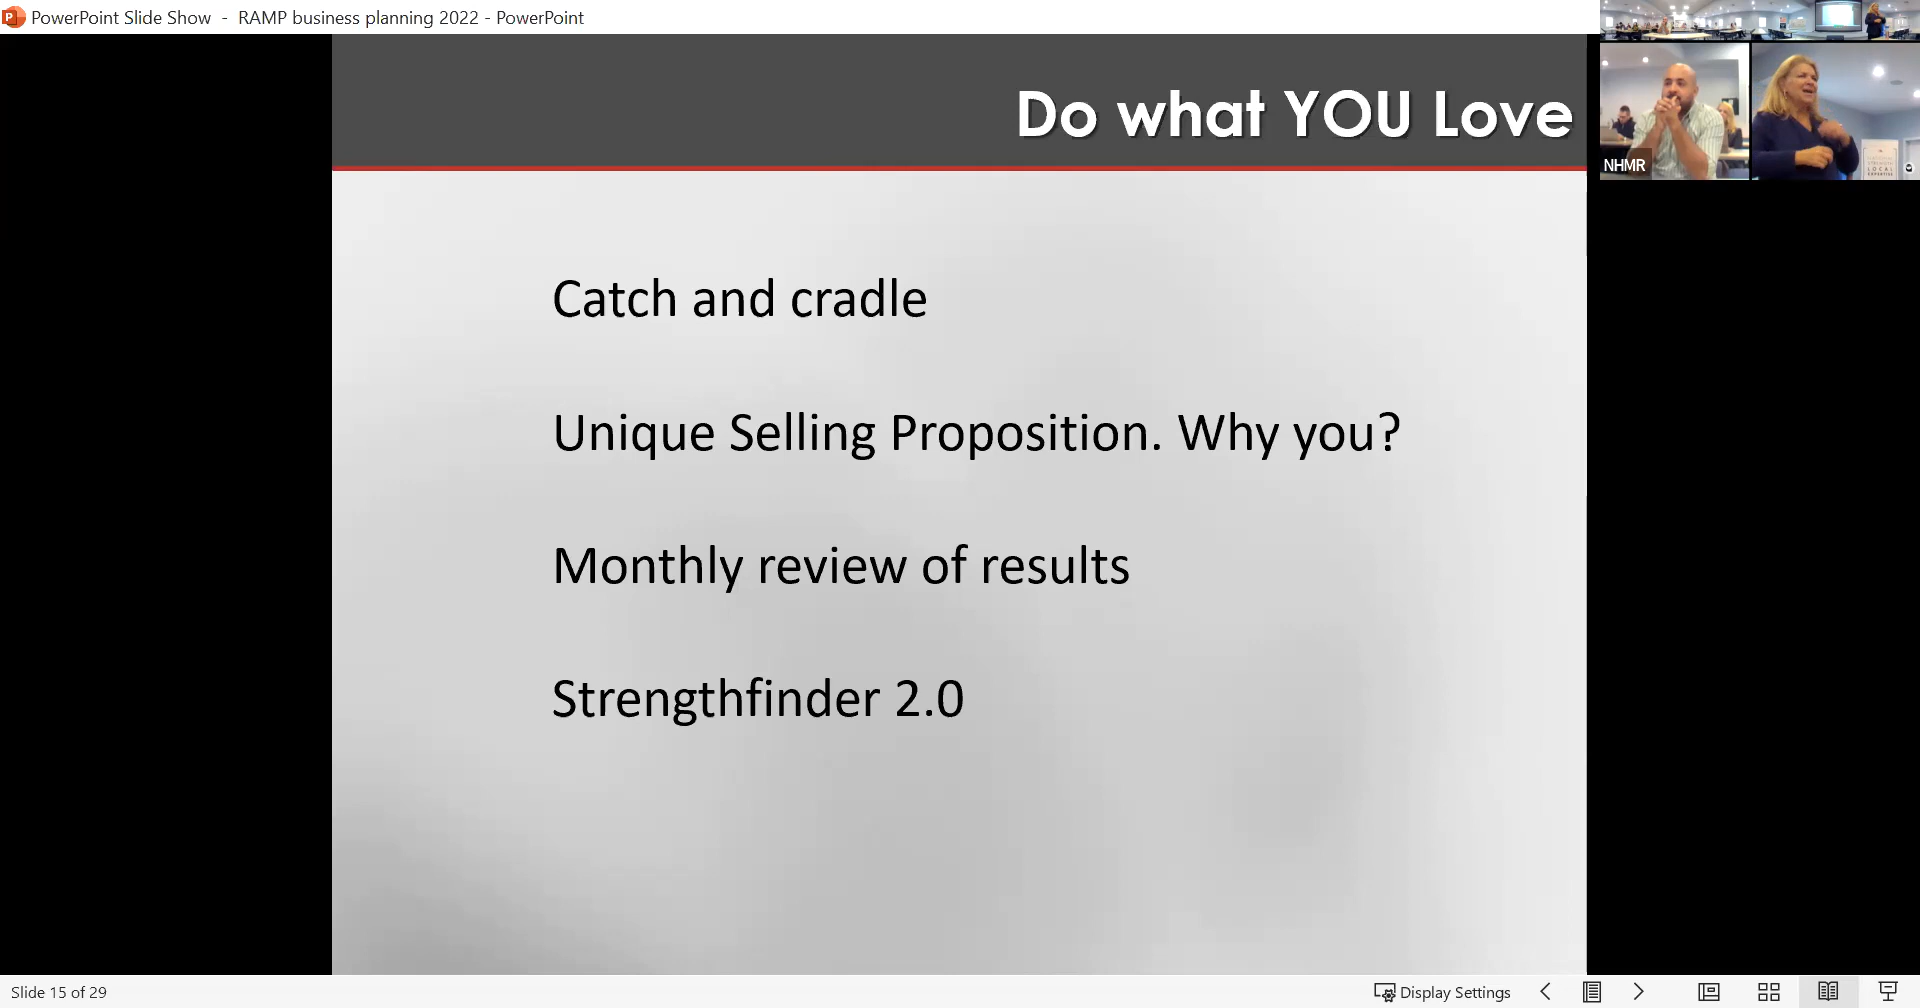 PowerPoint Slide Show - RAMP business planning 2022 - PowerPoint
Do what YOU Love
NHMR
LOCAL
Catch and cradle
Unique Selling Proposition. Why you?
Monthly review of results
Strengthfinder 2.0
Slide 15 of 29
Display Settings